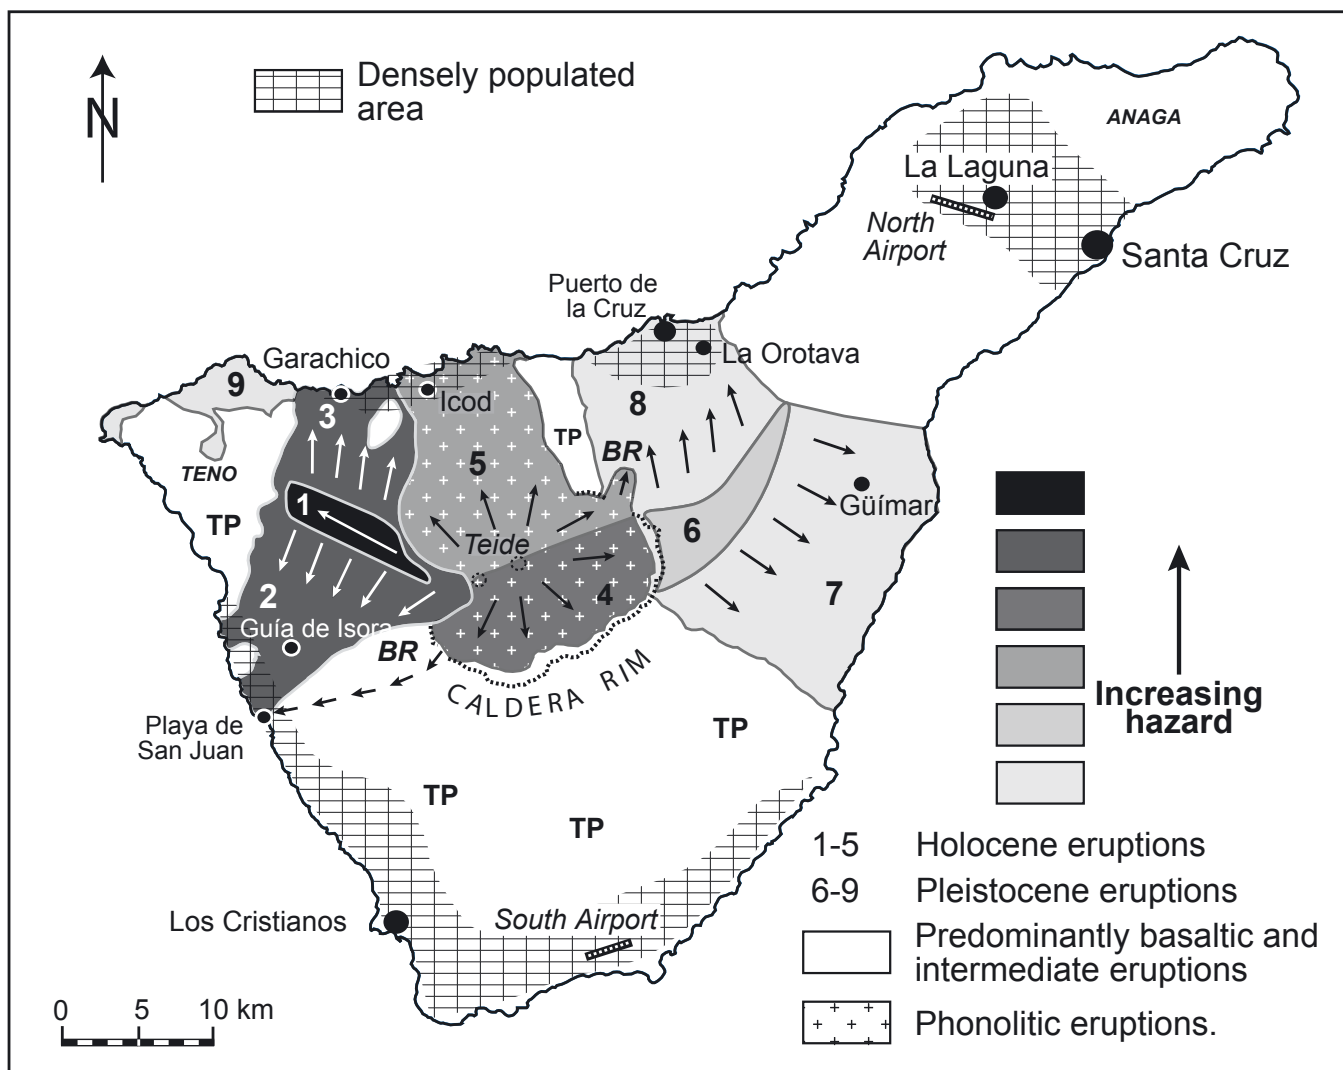 N
Densely populated
area
ANAGA
La Laguna
North
Airport
Santa Cruz
Puerto de
la Cruz
La Orotava
Garachico
9
3
Icod
8
TENO
5
TP
BR
TP
1
Güímar
Teide
6
2
4
7
Guía de Isora
BR
CALDERA RIM
Increasing
hazard
Playa de
San Juan
TP
TP
TP
1-5 Holocene eruptions
6-9 Pleistocene eruptions
Los Cristianos
South Airport
Predominantly basaltic and
intermediate eruptions
0 5 10 km
Phonolitic eruptions.